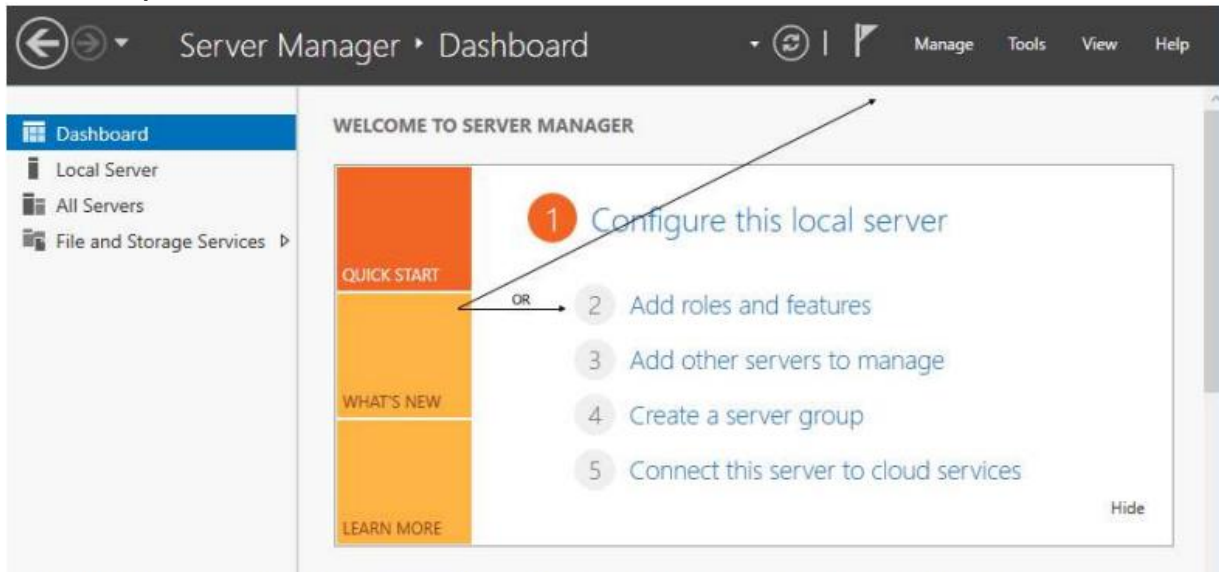 Server Manager ‣ Dashboard
Manage Tools View Help
Dashboard
Local Server
All Servers
File and Storage Services
WELCOME TO SERVER MANAGER
QUICK START
WHAT'S NEW
LEARN MORE
1 Configure this local server
OR
2 Add roles and features
3 Add other servers to manage
4 Create a server group
5 Connect this server to cloud services
Hide